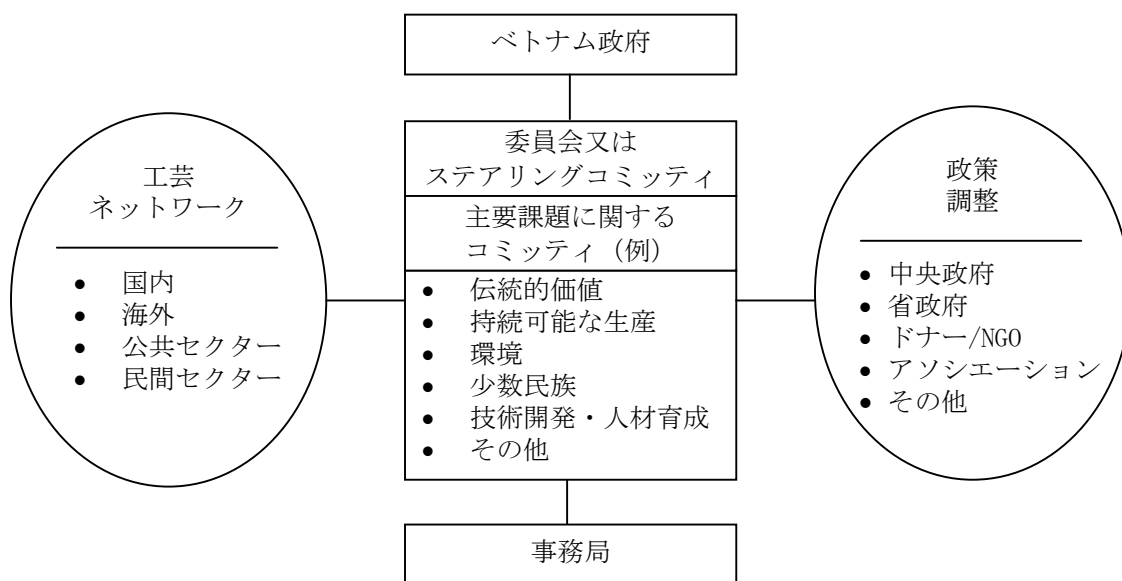 ベトナム政府
委員会又は
ステアリングコミッティ
主要課題に関する
コミッティ（例）
● 伝統的価値
● 持続可能な生産
● 環境
● 少数民族
● 技術開発・人材育成
● その他
事務局
工芸
ネットワーク
● 国内
● 海外
● 公共セクター
● 民間セクター
政策
調整
● 中央政府
● 省政府
● ドナー/NGO
● アソシエーション
● その他